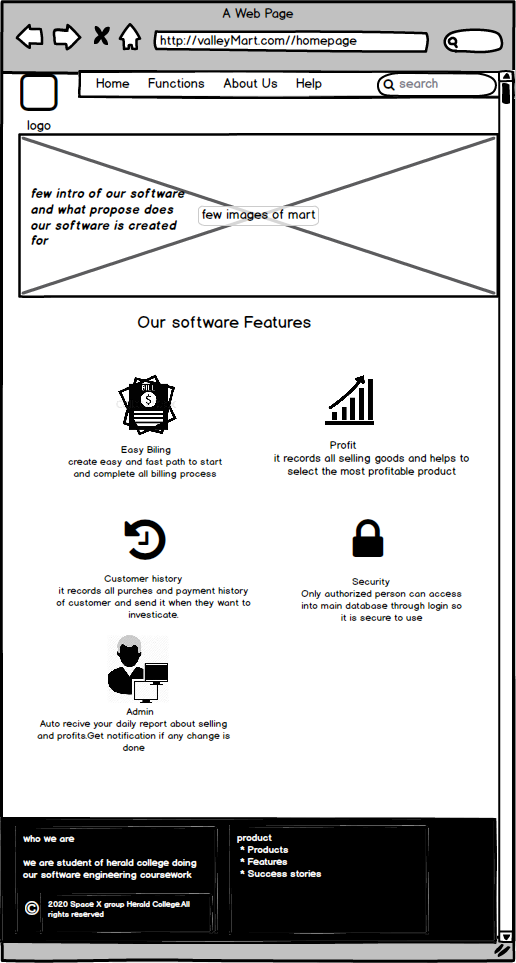 A Web Page
http://valleyMart.com//homepage
Home Functions About Us Help
search
logo
few intro of our software
and what propose does
our software is created
for
few images of mart
Our software Features
BILL
$
Easy Biling
create easy and fast path to start
and complete all billing process
Profit
it records all selling goods and helps to
select the most profitable product
Customer history
it records all purches and payment history
of customer and send it when they want to
investicate.
Security
Only authorized person can access
into main database through login so
it is secure to use
Admin
Auto recive your daily report about selling
and profits.Get notification if any change is
done
who we are
we are student of herald college doing
our software engineering coursework
© 2020 Space X group Herald College.All
rights reserved
product
* Products
* Features
* Success stories